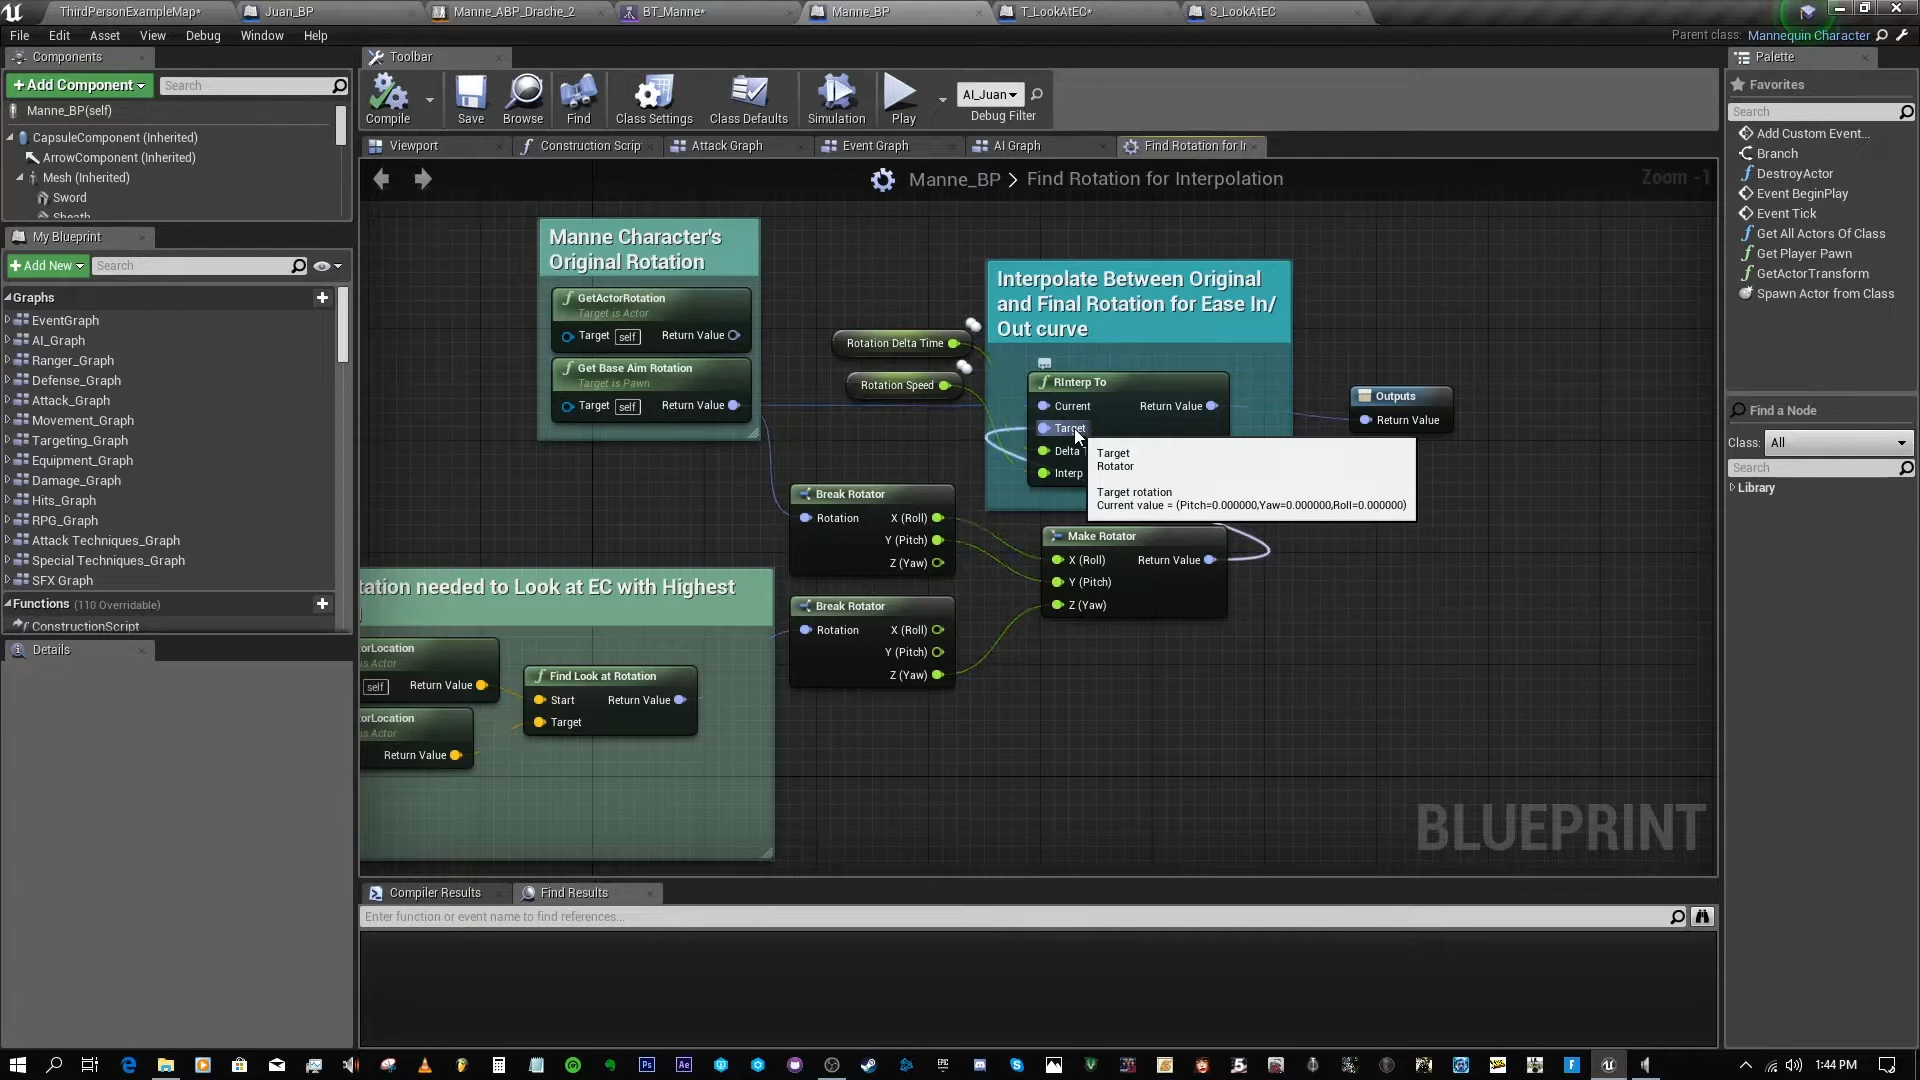 ThirdPersonExampleMap*
Juan_BP
Manne_ABP_Drache_2
BT_Manne*
Manne_BP
T_LookAtEC*
S_LookAtEC
File Edit Asset View Debug Window Help
Parent class: Mannequin Character
Components
+Add Component
Search
Manne_BP(self)
CapsuleComponent (Inherited)
ArrowComponent (Inherited)
Mesh (Inherited)
Sword
Sheath
My Blueprint
+Add New
Search
Graphs
EventGraph
AI_Graph
Ranger_Graph
Defense_Graph
Attack_Graph
Movement_Graph
Targeting_Graph
Equipment_Graph
Damage_Graph
Hits_Graph
RPG_Graph
Attack Techniques_Graph
Special Techniques_Graph
SFX Graph
Functions (110 Overridable)
ConstructionScript
Details
Toolbar
Compile
Save
Browse
Find
Class Settings
Class Defaults
Simulation
Play
AI_Juan
Debug Filter
Viewport
Construction Scrip
Attack Graph
Event Graph
AI Graph
Find Rotation for Ir
Manne_BP > Find Rotation for Interpolation
Zoom -1
Manne Character's
Original Rotation
GetActorRotation
Target is Actor
Target self Return Value
Get Base Aim Rotation
Target is Pawn
Target self Return Value
Rotation Delta Time
Rotation Speed
Interpolate Between Original
and Final Rotation for Ease In/
Out curve
RInterp To
Current Return Value
Target
Delta T
Interp
Outputs
Return Value
Target
Rotator
Target rotation
Current value = (Pitch=0.000000,Yaw=0.000000,Roll=0.000000)
Break Rotator
Rotation X (Roll)
Y (Pitch)
Z (Yaw)
Make Rotator
X (Roll) Return Value
Y (Pitch)
Z (Yaw)
Break Rotator
Rotation X (Roll)
Y (Pitch)
Z (Yaw)
tation needed to Look at EC with Highest
orLocation
is Actor
self Return Value
orLocation
is Actor
Return Value
Find Look at Rotation
Start Return Value
Target
BLUEPRINT
Compiler Results
Find Results
Enter function or event name to find references...
Palette
Favorites
Search
Add Custom Event...
Branch
DestroyActor
Event BeginPlay
Event Tick
Get All Actors Of Class
Get Player Pawn
GetActorTransform
Spawn Actor from Class
Find a Node
Class: All
Search
Library
1:44 PM